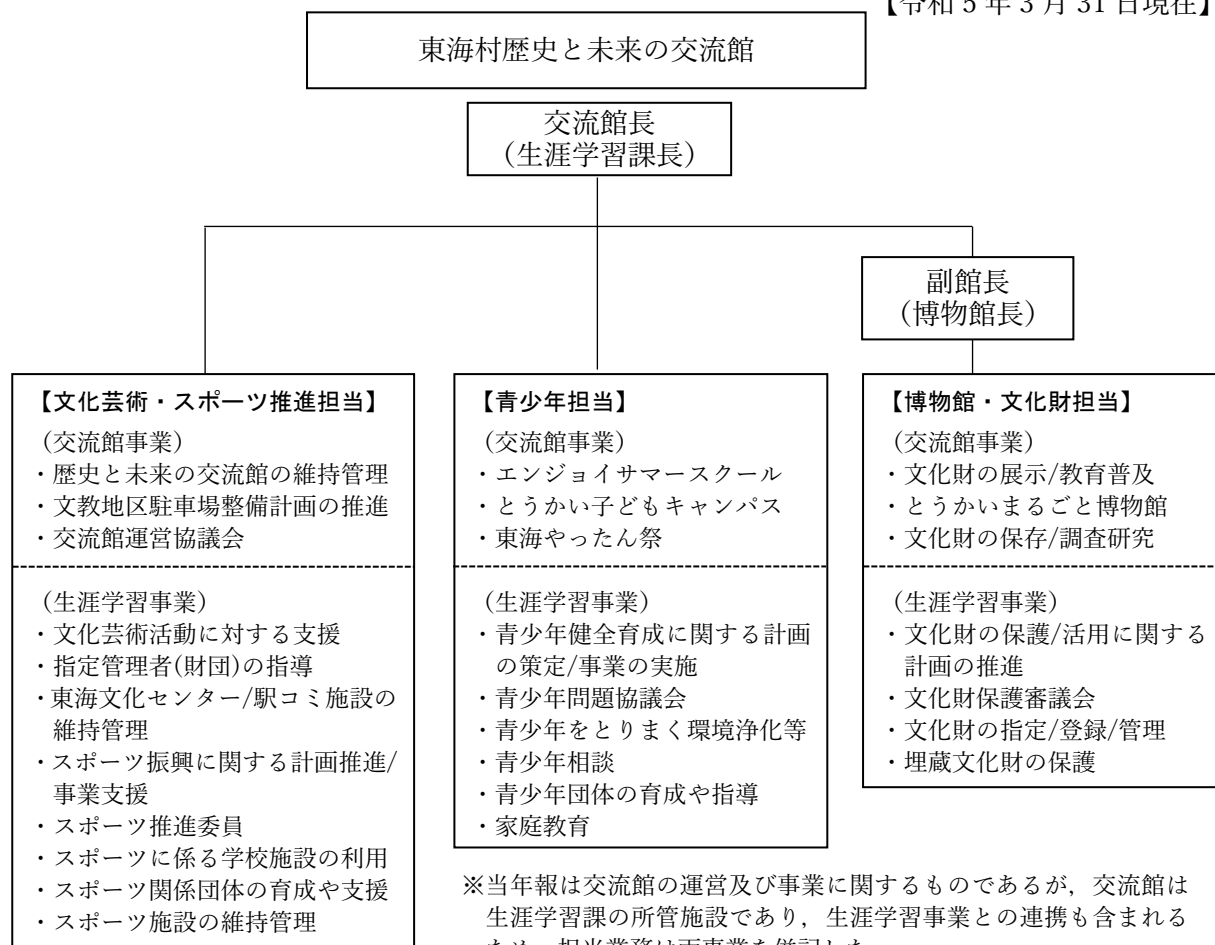 【令和 5 年 3 月 31 日現在】
東海村歴史と未来の交流館
交流館長
（生涯学習課長）
副館長
（博物館長）
【文化芸術・スポーツ推進担当】
（交流館事業）
・歴史と未来の交流館の維持管理
・文教地区駐車場整備計画の推進
・交流館運営協議会
（生涯学習事業）
・文化芸術活動に対する支援
・指定管理者(財団)の指導
・東海文化センター/駅コミ施設の
維持管理
・スポーツ振興に関する計画推進/
事業支援
・スポーツ推進委員
・スポーツに係る学校施設の利用
・スポーツ関係団体の育成や支援
・スポーツ施設の維持管理
【青少年担当】
（交流館事業）
・エンジョイサマースクール
・とうかい子どもキャンパス
・東海やったん祭
（生涯学習事業）
・青少年健全育成に関する計画
の策定/事業の実施
・青少年問題協議会
・青少年をとりまく環境浄化等
・青少年相談
・青少年団体の育成や指導
・家庭教育
【博物館・文化財担当】
（交流館事業）
・文化財の展示/教育普及
・とうかいまるごと博物館
・文化財の保存/調査研究
（生涯学習事業）
・文化財の保護/活用に関する
計画の推進
・文化財保護審議会
・文化財の指定/登録/管理
・埋蔵文化財の保護
※当年報は交流館の運営及び事業に関するものであるが，交流館は
生涯学習課の所管施設であり，生涯学習事業との連携も含まれる
ため，担当業務は両事業を併記した